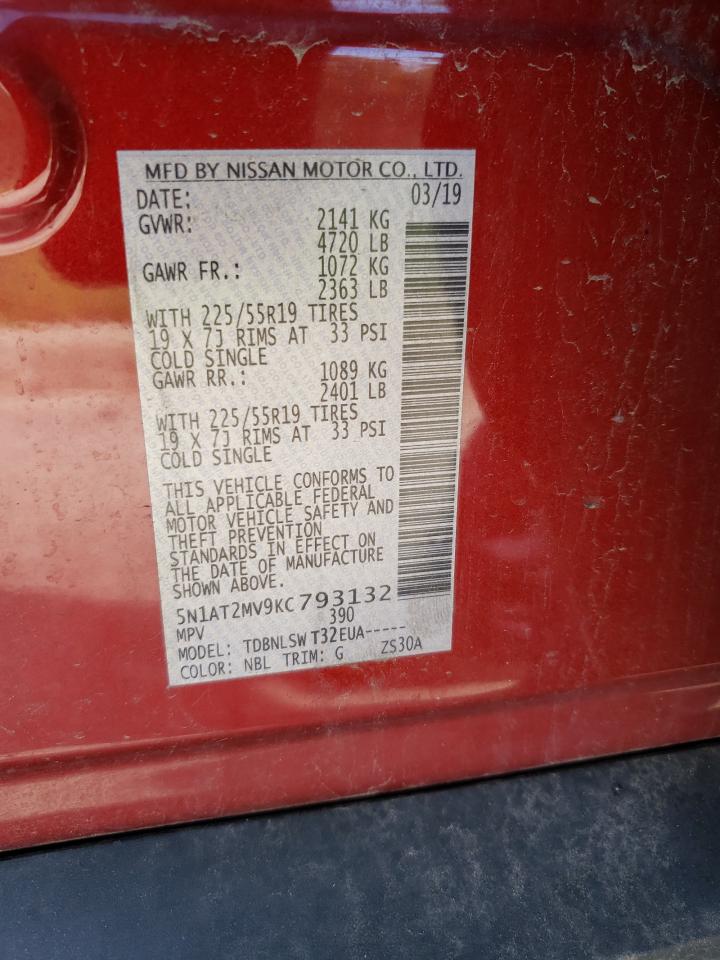 MFD BY NISSAN MOTOR CO., LTD.
DATE: 03/19
GVWR: 2141 KG
4720 LB
GAWR FR.: 1072 KG
2363 LB
WITH 225/55R19 TIRES
19 X 7J RIMS AT 33 PSI
COLD SINGLE
GAWR RR.: 1089 KG
2401 LB
WITH 225/55R19 TIRES
19 X 7J RIMS AT 33 PSI
COLD SINGLE
THIS VEHICLE CONFORMS TO
ALL APPLICABLE FEDERAL
MOTOR VEHICLE SAFETY AND
THEFT PREVENTION
STANDARDS IN EFFECT ON
THE DATE OF MANUFACTURE
SHOWN ABOVE.
5N1AT2MV9KC793132
MPV 390
MODEL: TDBNLSWT32EUA-----
COLOR: NBL TRIM: G ZS30A